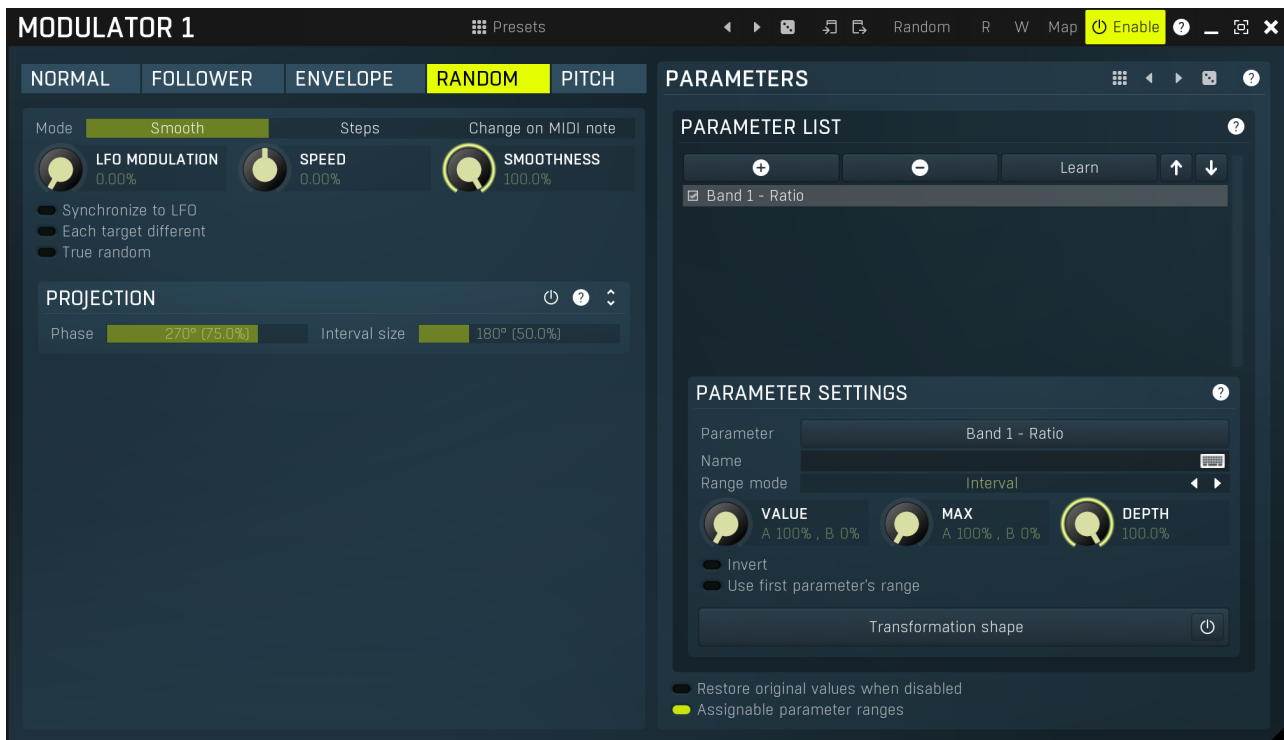 MODULATOR 1 Presets Random R W Map Enable ?
NORMAL FOLLOWER ENVELOPE RANDOM PITCH
Mode Smooth Steps Change on MIDI note
LFO MODULATION SPEED SMOOTHNESS
0.00% 0.00% 100.0%
Synchronize to LFO
Each target different
True random
PROJECTION ?
Phase 270° (75.0%) Interval size 180° (50.0%)
PARAMETERS ?
PARAMETER LIST ?
Learn
Band 1 - Ratio
PARAMETER SETTINGS ?
Parameter Band 1 - Ratio
Name
Range mode Interval
VALUE MAX DEPTH
A 100% , B 0% A 100% , B 0% 100.0%
Invert
Use first parameter's range
Transformation shape
Restore original values when disabled
Assignable parameter ranges